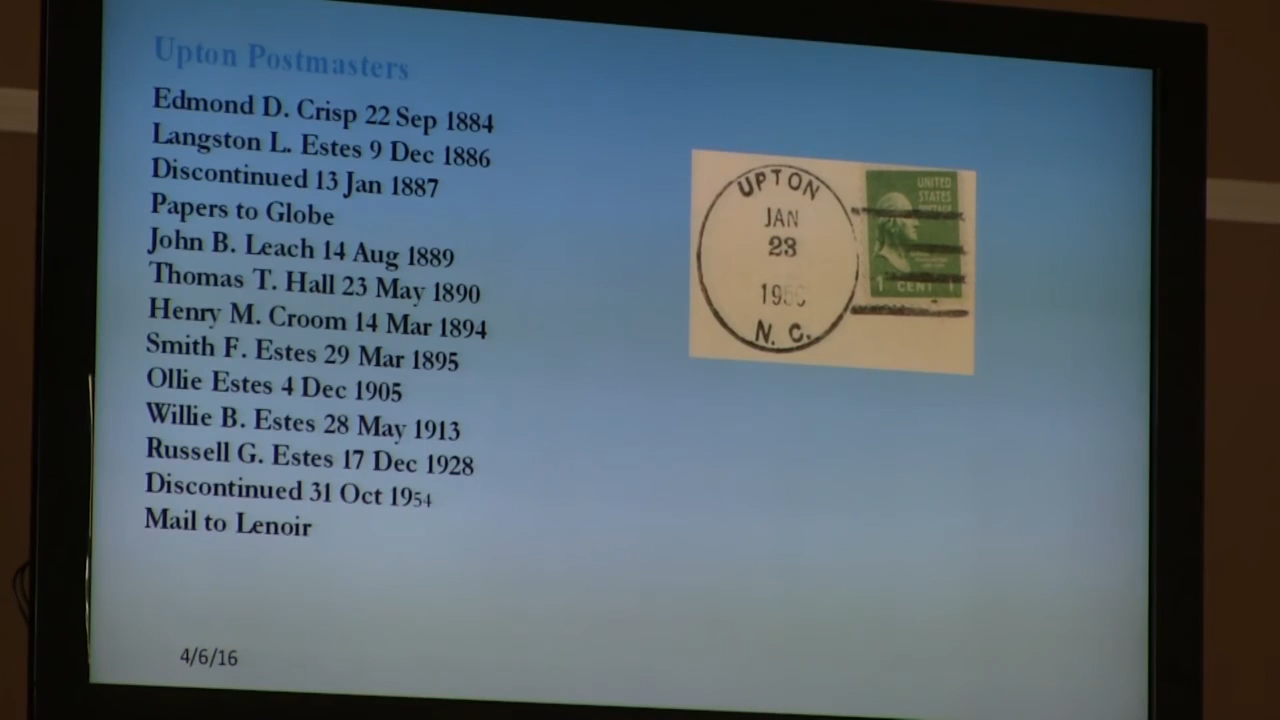 Upton Postmasters
Edmond D. Crisp 22 Sep 1884
Langston L. Estes 9 Dec 1886
Discontinued 13 Jan 1887
Papers to Globe
John B. Leach 14 Aug 1889
Thomas T. Hall 23 May 1890
Henry M. Croom 14 Mar 1894
Smith F. Estes 29 Mar 1895
Ollie Estes 4 Dec 1905
Willie B. Estes 28 May 1913
Russell G. Estes 17 Dec 1928
Discontinued 31 Oct 1954
Mail to Lenoir
4/6/16
UPTON
JAN
23
N. C.
UNITED
STATES
POSTAGE
1 CENT 1